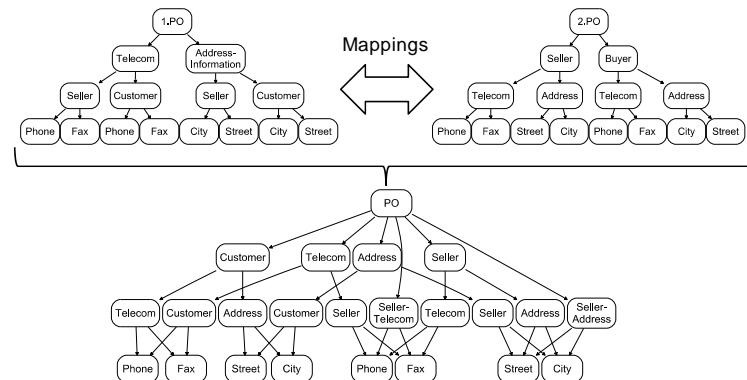 1.PO
2.PO
Telecom
Address-
Information
Mappings
Seller
Buyer
Seller
Customer
Seller
Customer
Telecom
Address
Telecom
Address
Phone
Fax
Phone
Fax
City
Street
City
Street
Phone
Fax
Street
City
Phone
Fax
City
Street
PO
Customer
Telecom
Address
Seller
Telecom
Customer
Address
Customer
Seller
Seller-
Telecom
Telecom
Seller
Address
Seller-
Address
Phone
Fax
Street
City
Phone
Fax
Street
City